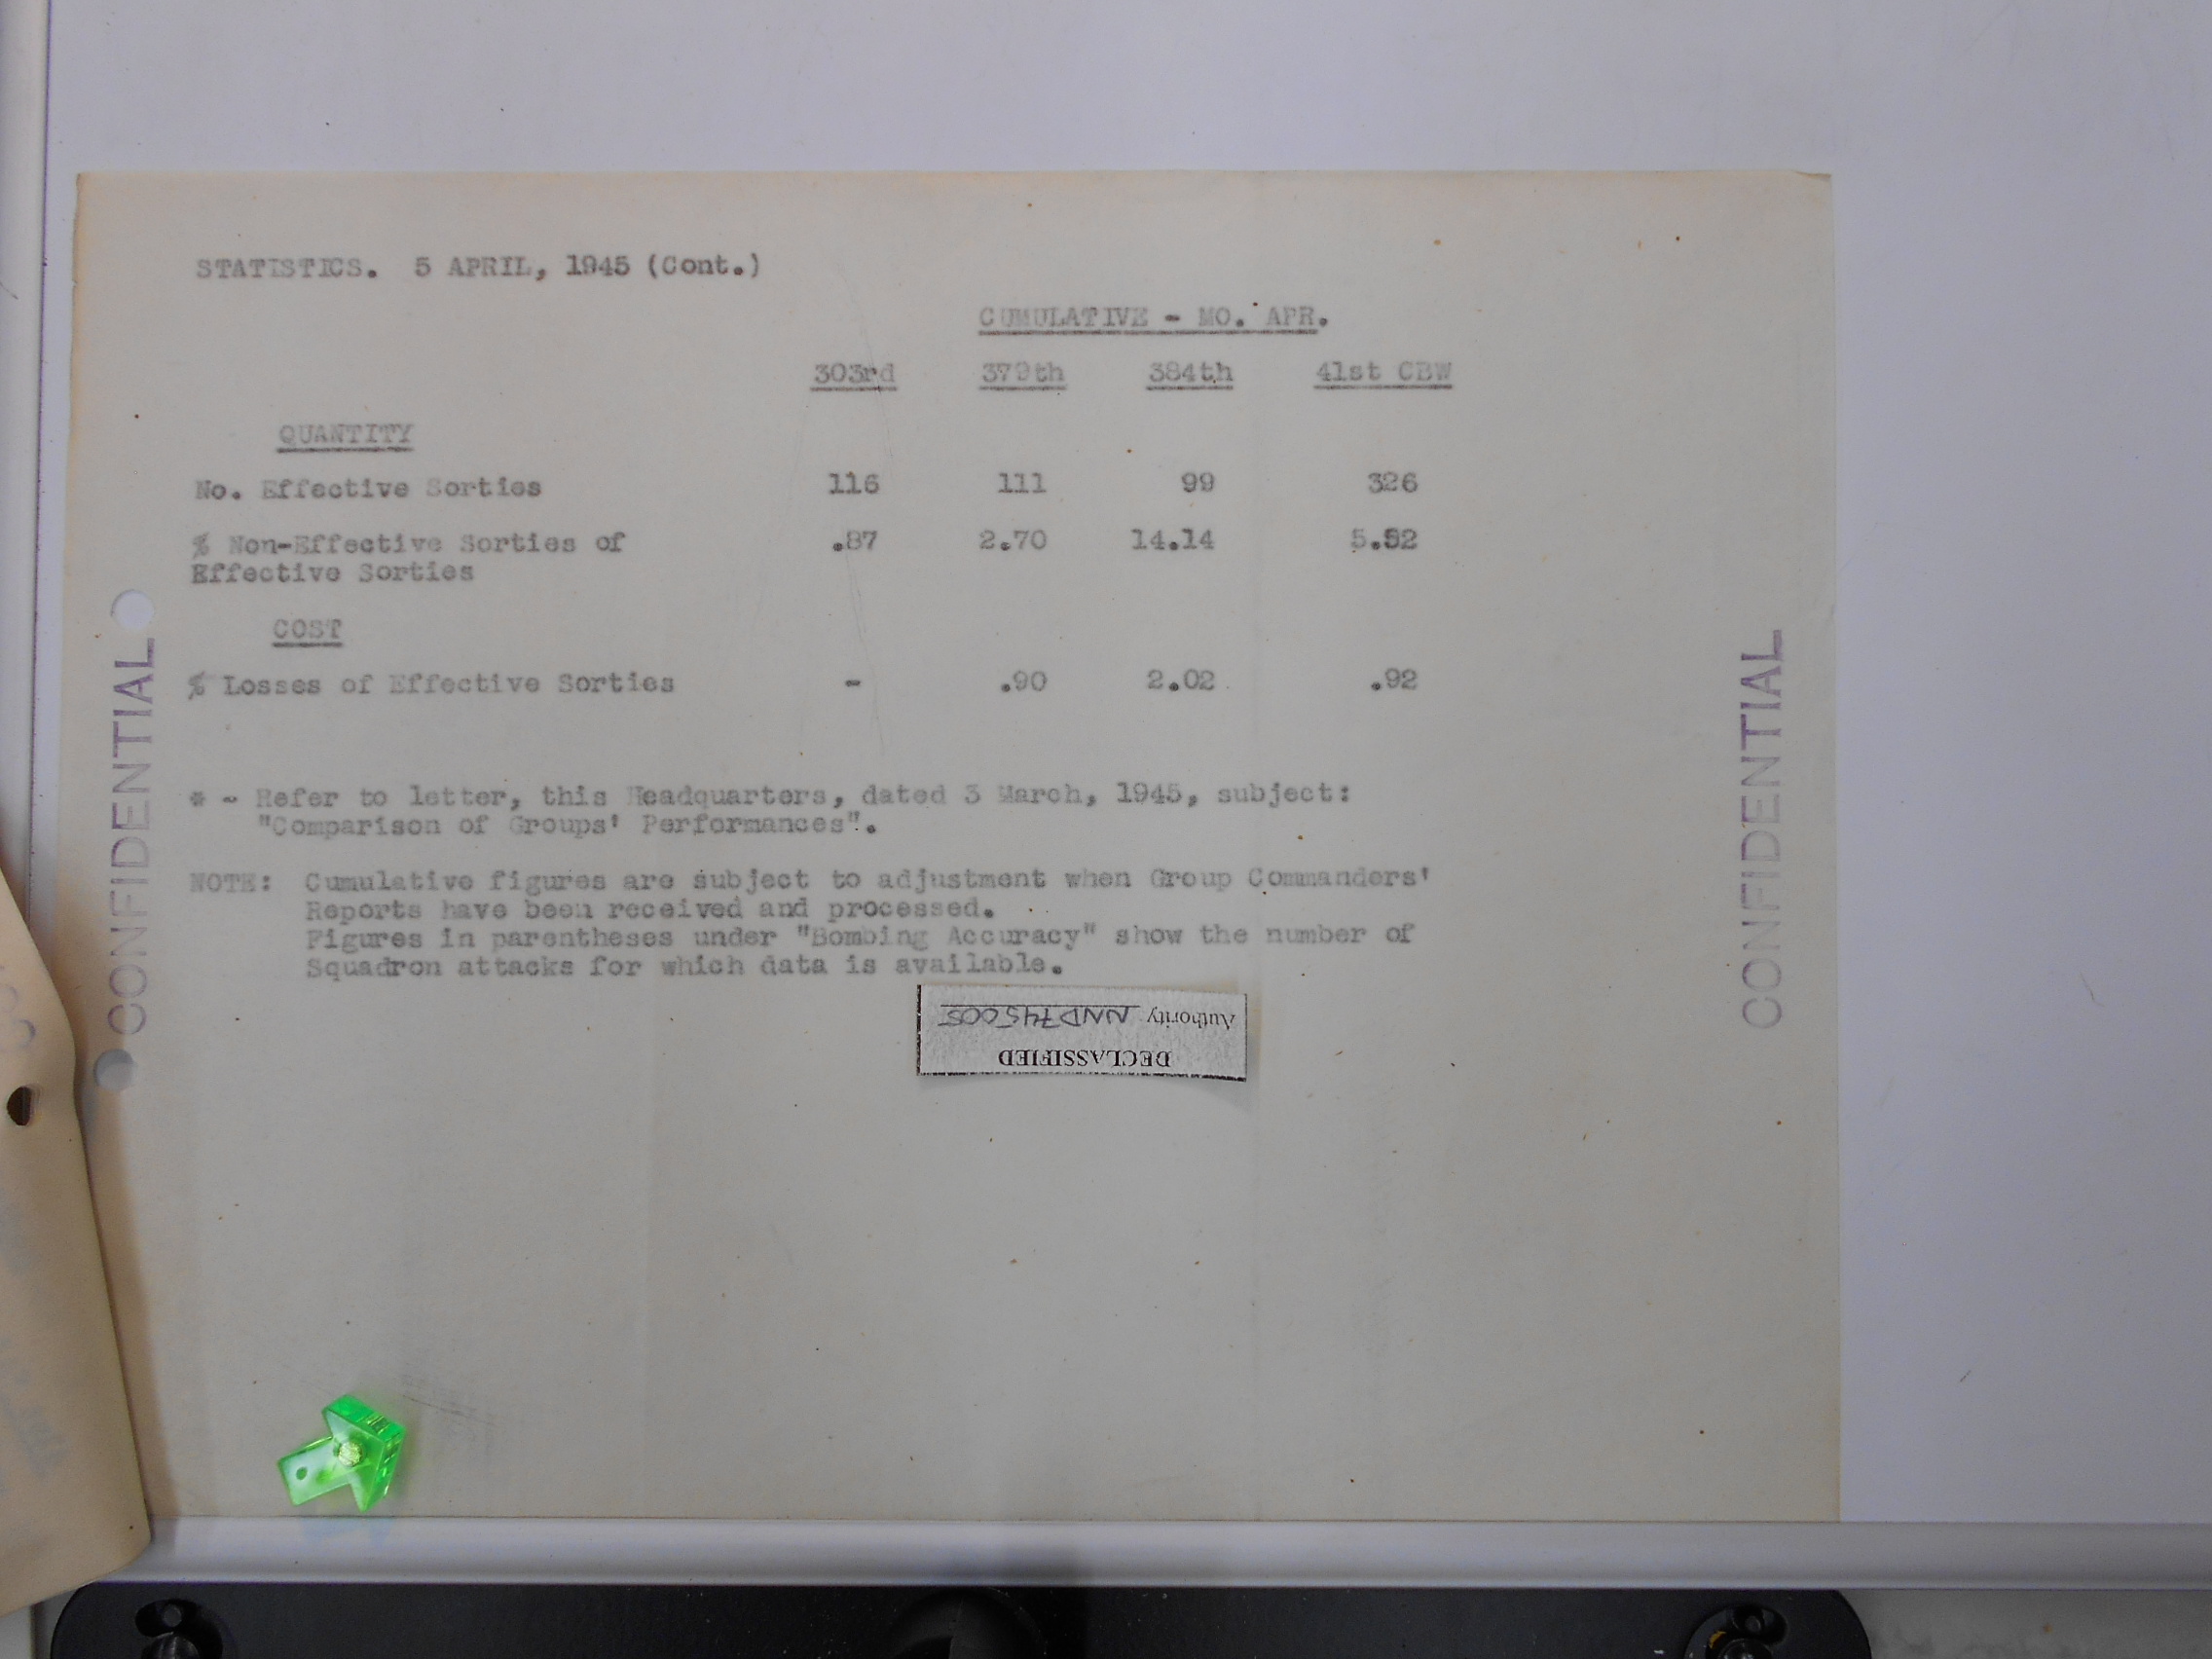 STATISTICS. 5 APRIL, 1945 (Cont.)
CUMULATIVE - MO. APR.
303rd 379th 384th 41st CBW
QUANTITY
No. Effective Sorties 116 111 99 326
% Non-Effective Sorties of .87 2.70 14.14 5.52
Effective Sorties
COST
% Losses of Effective Sorties - .90 2.02 .92
* - Refer to letter, this Headquarters, dated 3 March, 1945, subject:
"Comparison of Groups' Performances".
NOTE: Cumulative figures are subject to adjustment when Group Commanders'
Reports have been received and processed.
Figures in parentheses under "Bombing Accuracy" show the number of
Squadron attacks for which data is available.
DECLASSIFIED
Authority NND745005
CONFIDENTIAL
CONFIDENTIAL